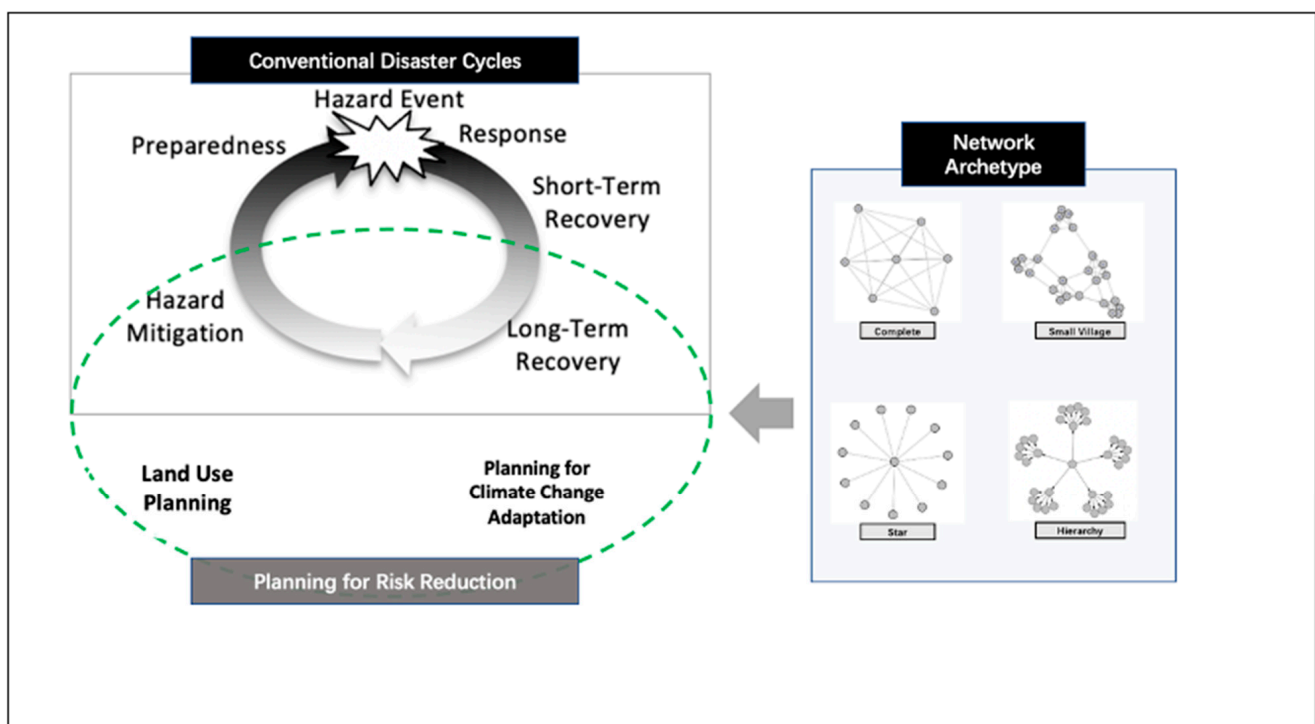 Conventional Disaster Cycles
Hazard Event
Preparedness
Response
Short-Term
Recovery
Hazard
Mitigation
Long-Term
Recovery
Land Use
Planning
Planning for
Climate Change
Adaptation
Planning for Risk Reduction
Network
Archetype
Complete
Small Village
Star
Hierarchy